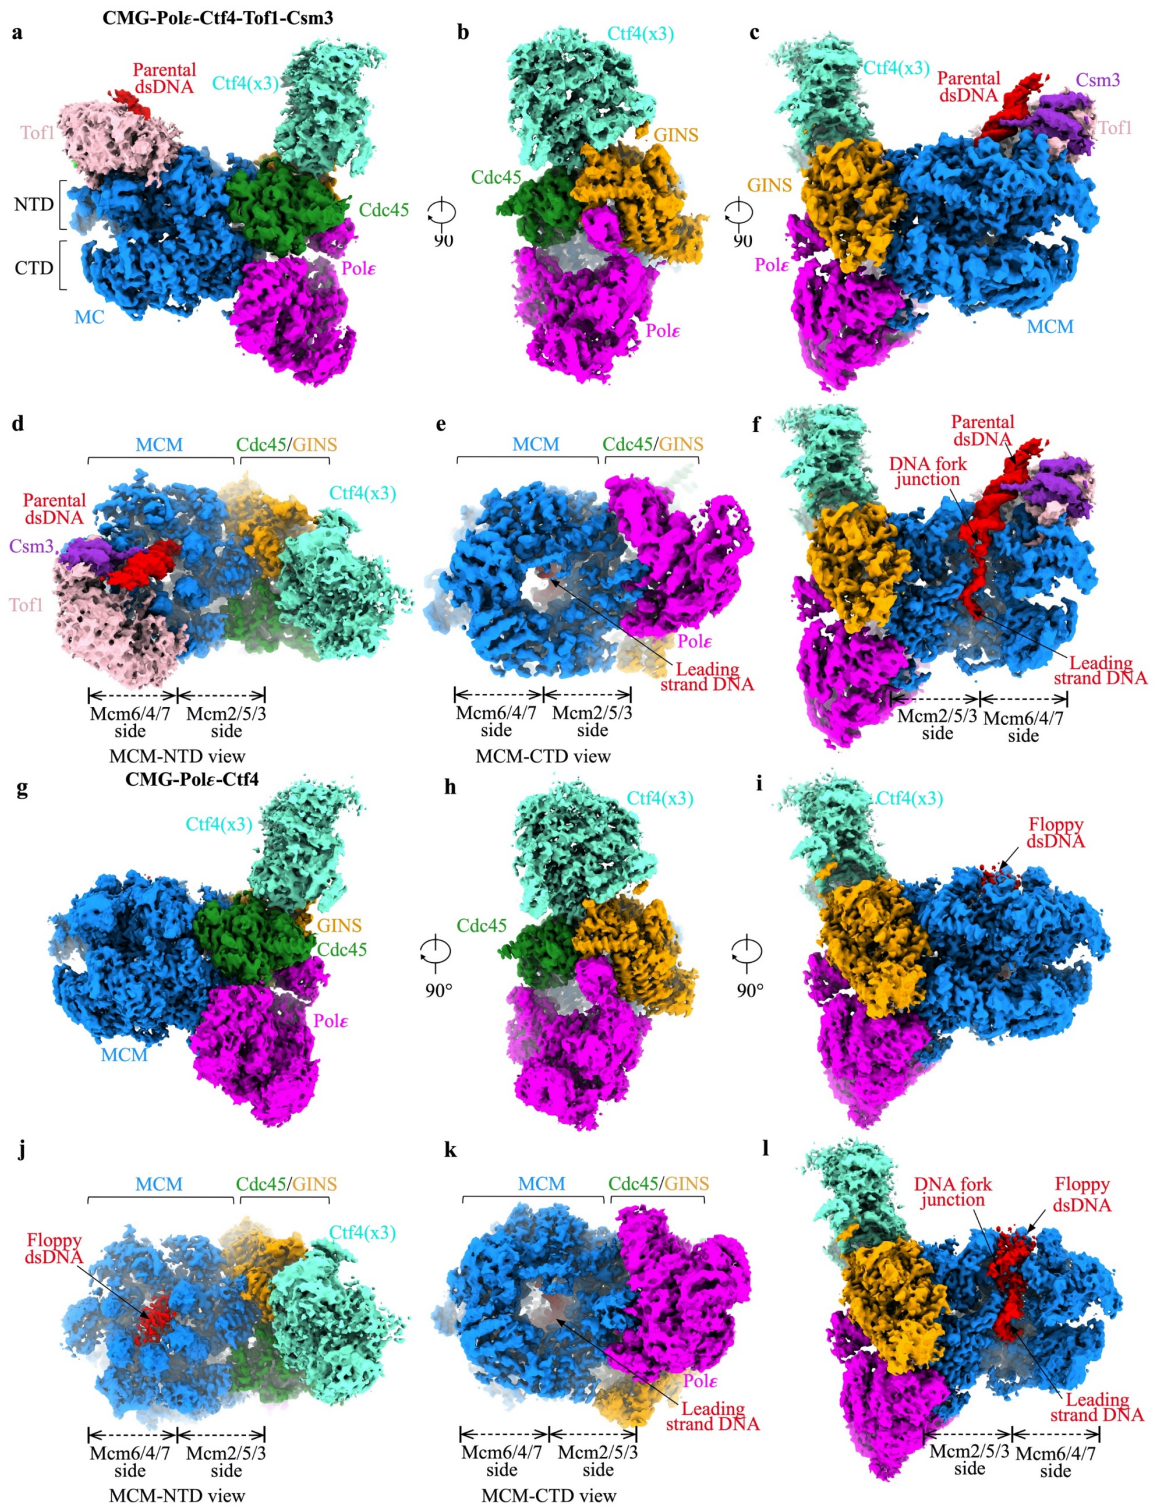 CMG-Polε-Ctf4-Tof1-Csm3
a
Parental
dsDNA
Ctf4(x3)
Tof1
NTD
CTD
Cdc45
Polε
MC
90
b
Ctf4(x3)
GINS
Cdc45
Polε
90
c
Ctf4(x3)
Parental
dsDNA
Csm3
Tof1
GINS
Polε
MCM
d
MCM
Cdc45/GINS
Parental
dsDNA
Ctf4(x3)
Csm3
Tof1
Mcm6/4/7
side
Mcm2/5/3
side
MCM-NTD view
e
MCM
Cdc45/GINS
Polε
Leading
strand DNA
Mcm6/4/7
side
Mcm2/5/3
side
MCM-CTD view
f
Parental
dsDNA
DNA fork
junction
Leading
strand DNA
Mcm2/5/3
side
Mcm6/4/7
side
CMG-Polε-Ctf4
g
Ctf4(x3)
GINS
Cdc45
Polε
MCM
90°
h
Ctf4(x3)
Cdc45
90°
i
Ctf4(x3)
Floppy
dsDNA
j
MCM
Cdc45/GINS
Floppy
dsDNA
Ctf4(x3)
Mcm6/4/7
side
Mcm2/5/3
side
MCM-NTD view
k
MCM
Cdc45/GINS
Polε
Leading
strand DNA
Mcm6/4/7
side
Mcm2/5/3
side
MCM-CTD view
l
DNA fork
junction
Floppy
dsDNA
Leading
strand DNA
Mcm2/5/3
side
Mcm6/4/7
side